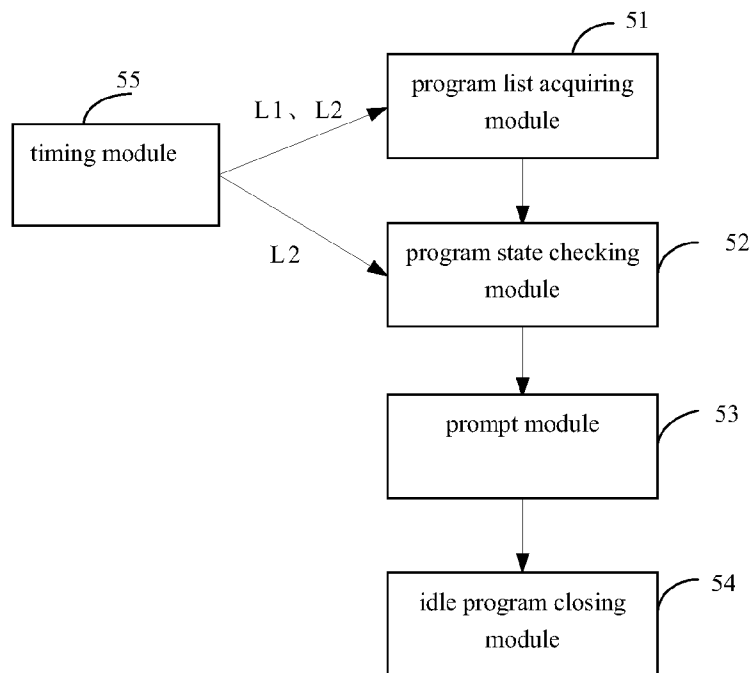 51
program list acquiring
module
55
timing module
L1、L2
L2
program state checking
module
52
prompt module
53
idle program closing
module
54